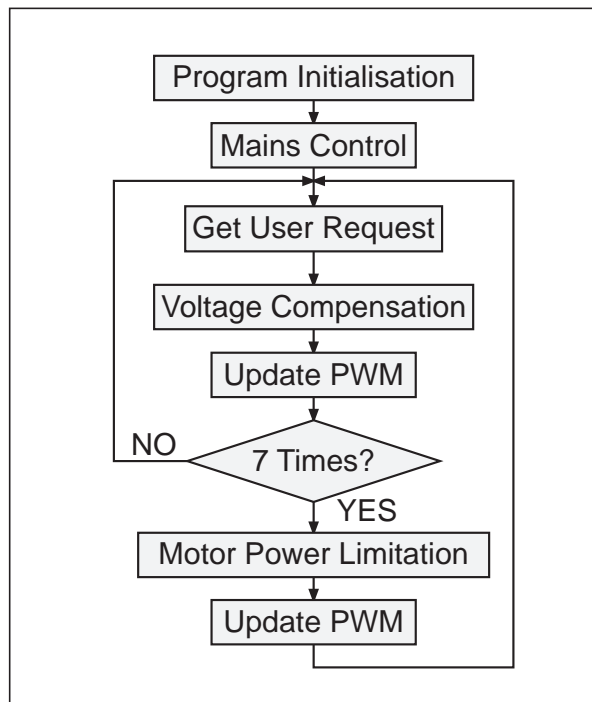 Program Initialisation
Mains Control
Get User Request
Voltage Compensation
Update PWM
7 Times?
NO
YES
Motor Power Limitation
Update PWM